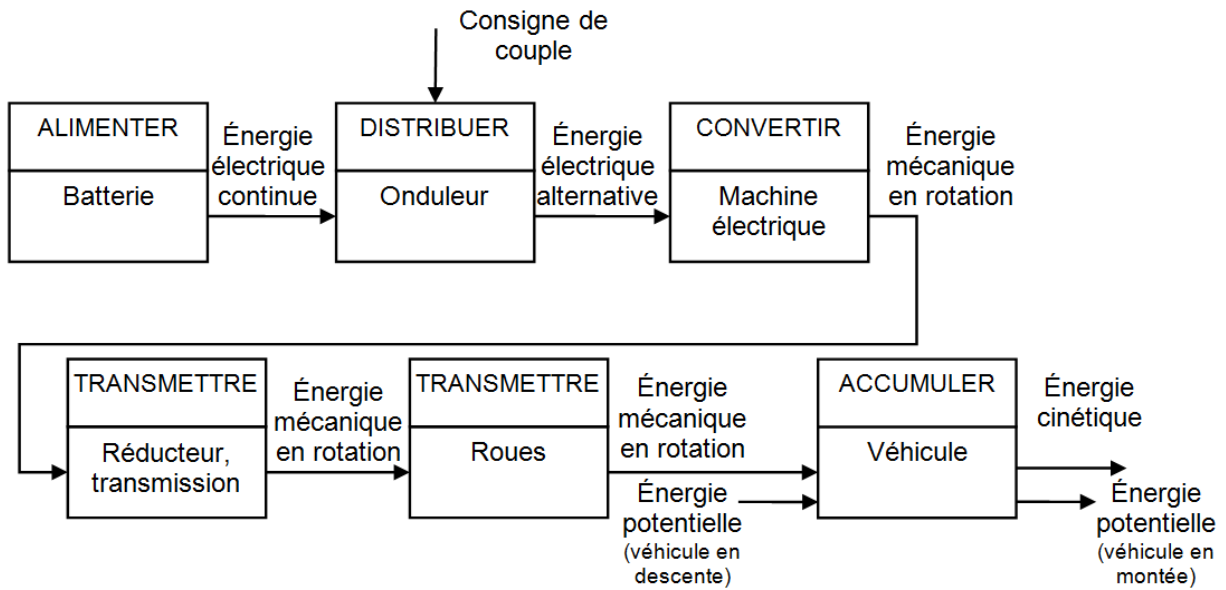 Consigne de
couple
ALIMENTER
Batterie
Énergie
électrique
continue
DISTRIBUER
Onduleur
Énergie
électrique
alternative
CONVERTIR
Machine
électrique
Énergie
mécanique
en rotation
TRANSMETTRE
Réducteur,
transmission
Énergie
mécanique
en rotation
TRANSMETTRE
Roues
Énergie
mécanique
en rotation
Énergie
potentielle
(véhicule en
descente)
ACCUMULER
Véhicule
Énergie
cinétique
Énergie
potentielle
(véhicule en
montée)